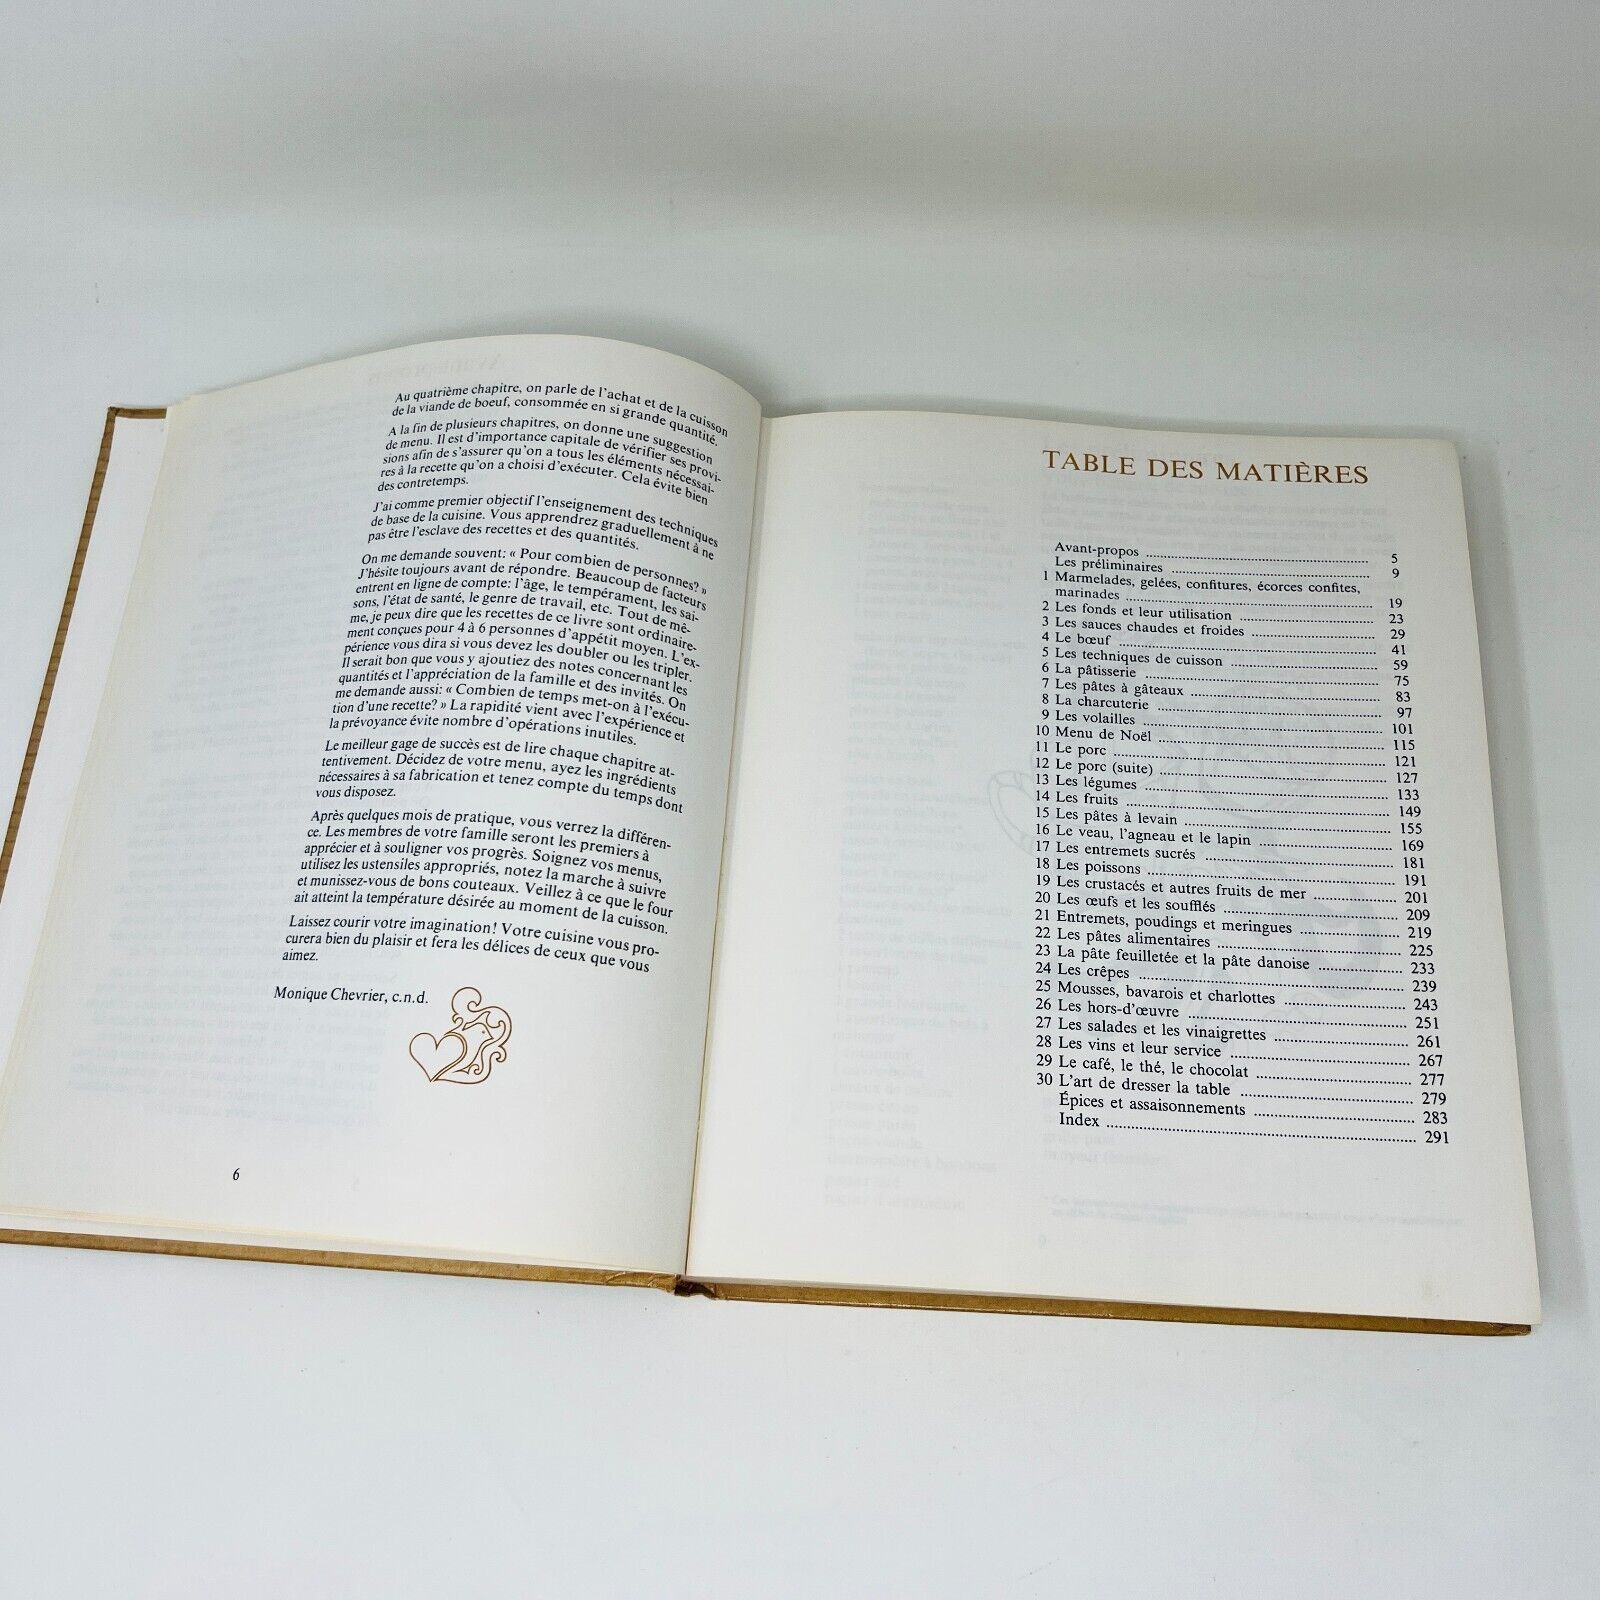 Au quatrième chapitre, on parle de l'achat et de la cuisson
de la viande de boeuf, consommée en si grande quantité.
A la fin de plusieurs chapitres, on donne une suggestion
de menu. Il est d'importance capitale de vérifier ses provi-
sions afin de s'assurer qu'on a tous les éléments nécessai-
res à la recette qu'on a choisi d'exécuter. Cela évite bien
des contretemps.
J'ai comme premier objectif l'enseignement des techniques
de base de la cuisine. Vous apprendrez graduellement à ne
pas être l'esclave des recettes et des quantités.
On me demande souvent: « Pour combien de personnes? »
J'hésite toujours avant de répondre. Beaucoup de facteurs
entrent en ligne de compte: l'âge, le tempérament, les sai-
sons, l'état de santé, le genre de travail, etc. Tout de mê-
me, je peux dire que les recettes de ce livre sont ordinaire-
ment conçues pour 4 à 6 personnes d'appétit moyen. L'ex-
périence vous dira si vous devez les doubler ou les tripler.
Il serait bon que vous y ajoutiez des notes concernant les
quantités et l'appréciation de la famille et des invités. On
me demande aussi: « Combien de temps met-on à l'exécu-
tion d'une recette? » La rapidité vient avec l'expérience et
la prévoyance évite nombre d'opérations inutiles.
Le meilleur gage de succès est de lire chaque chapitre at-
tentivement. Décidez de votre menu, ayez les ingrédients
nécessaires à sa fabrication et tenez compte du temps dont
vous disposez.
Après quelques mois de pratique, vous verrez la différen-
ce. Les membres de votre famille seront les premiers à
apprécier et à souligner vos progrès. Soignez vos menus,
utilisez les ustensiles appropriés, notez la marche à suivre
et munissez-vous de bons couteaux. Veillez à ce que le four
ait atteint la température désirée au moment de la cuisson.
Laissez courir votre imagination! Votre cuisine vous pro-
curera bien du plaisir et fera les délices de ceux que vous
aimez.
Monique Chevrier, c.n.d.
6
TABLE DES MATIÈRES
Avant-propos 5
Les préliminaires 9
1 Marmelades, gelées, confitures, écorces confites,
marinades 19
2 Les fonds et leur utilisation 23
3 Les sauces chaudes et froides 29
4 Le bœuf 41
5 Les techniques de cuisson 59
6 La pâtisserie 75
7 Les pâtes à gâteaux 83
8 La charcuterie 97
9 Les volailles 101
10 Menu de Noël 115
11 Le porc 121
12 Le porc (suite) 127
13 Les légumes 133
14 Les fruits 149
15 Les pâtes à levain 155
16 Le veau, l'agneau et le lapin 169
17 Les entremets sucrés 181
18 Les poissons 191
19 Les crustacés et autres fruits de mer 201
20 Les œufs et les soufflés 209
21 Entremets, poudings et meringues 219
22 Les pâtes alimentaires 225
23 La pâte feuilletée et la pâte danoise 233
24 Les crêpes 239
25 Mousses, bavarois et charlottes 243
26 Les hors-d'œuvre 251
27 Les salades et les vinaigrettes 261
28 Les vins et leur service 267
29 Le café, le thé, le chocolat 277
30 L'art de dresser la table 279
Épices et assaisonnements 283
Index 291